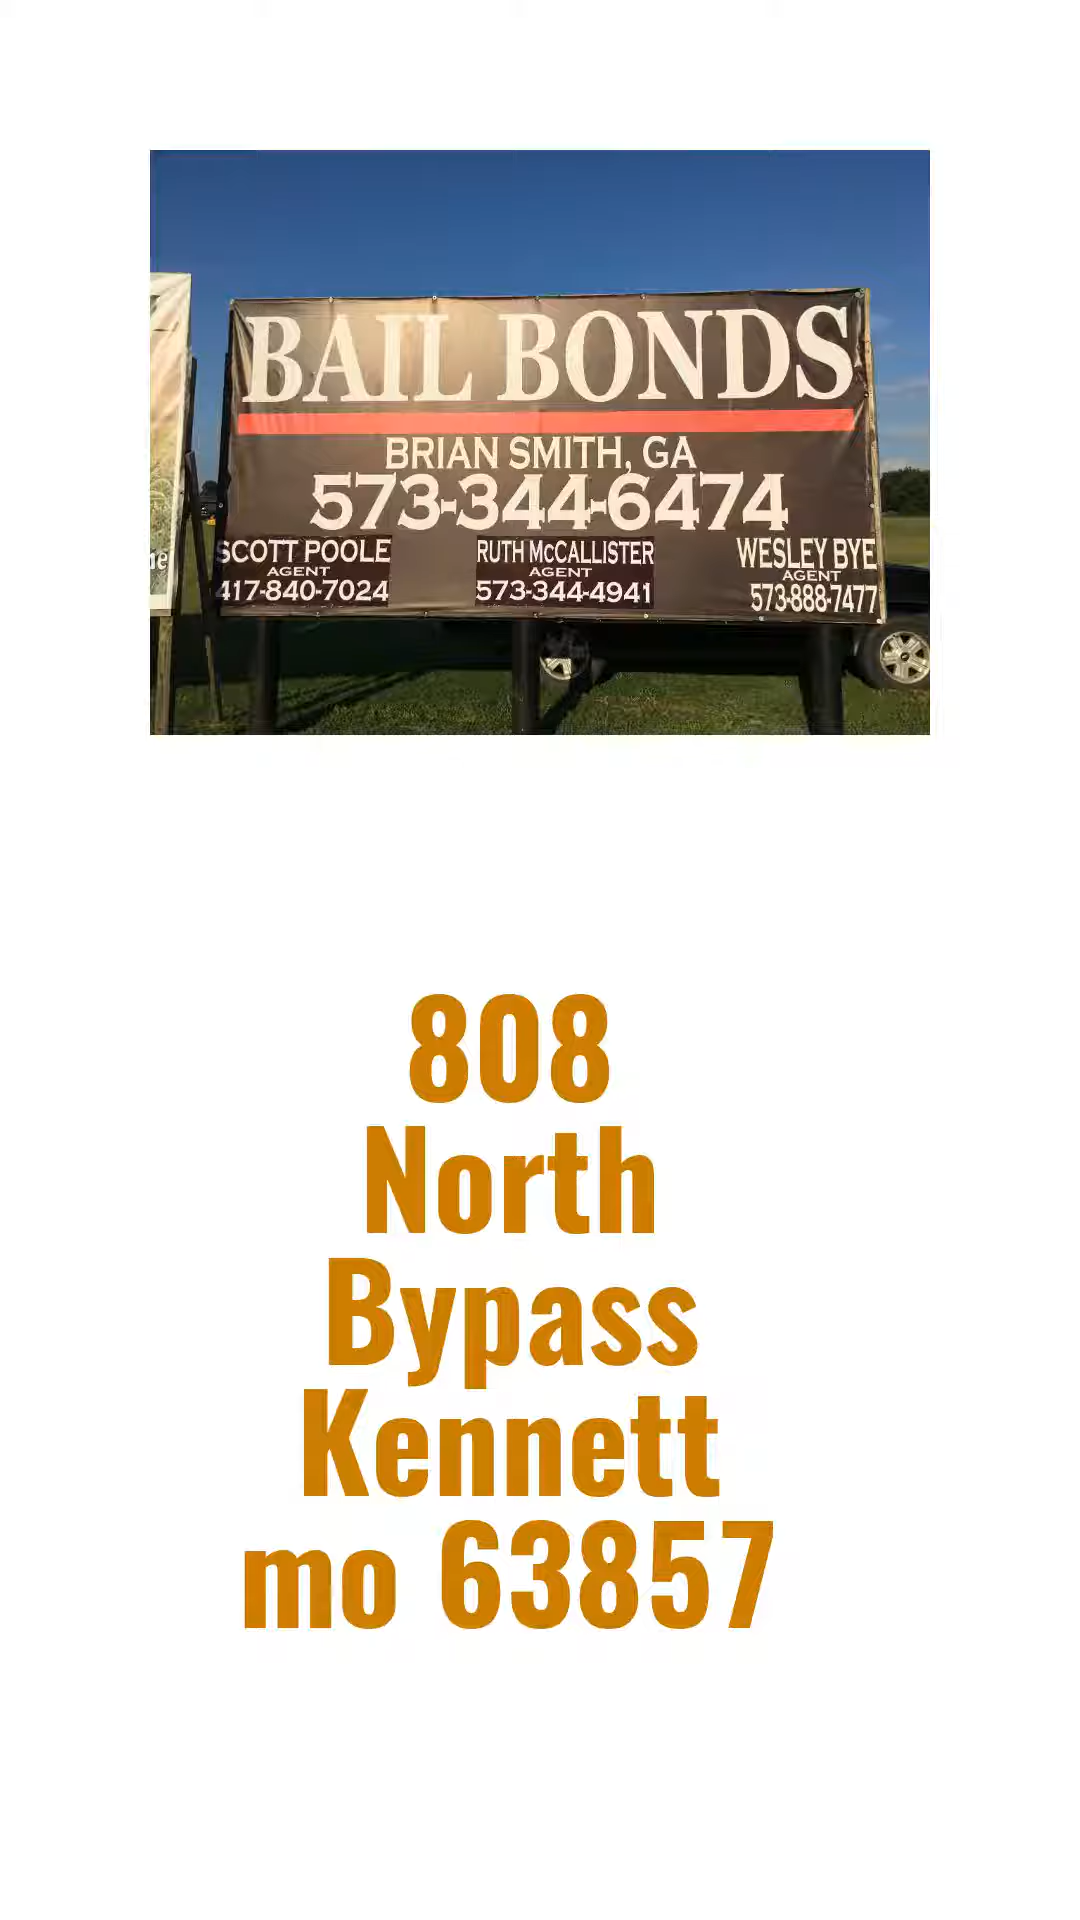 BAIL BONDS
BRIAN SMITH, GA
573-344-6474
SCOTT POOLE
AGENT
417-840-7024
RUTH McCALLISTER
AGENT
573-344-4941
WESLEY BYE
AGENT
573-888-7477
808
North
Bypass
Kennett
mo 63857